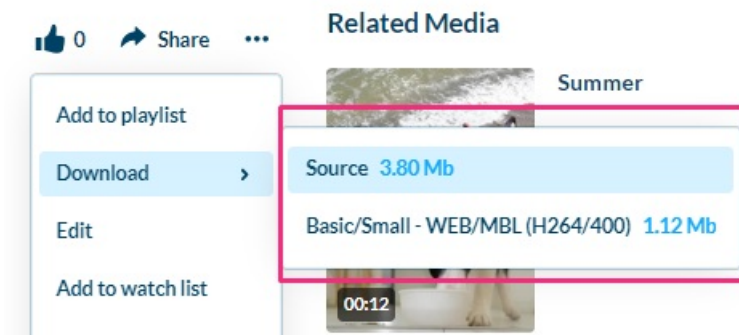 0 Share ...
Related Media
Summer
Add to playlist
Download >
Source 3.80 Mb
Basic/Small - WEB/MBL (H264/400) 1.12 Mb
Edit
Add to watch list
00:12